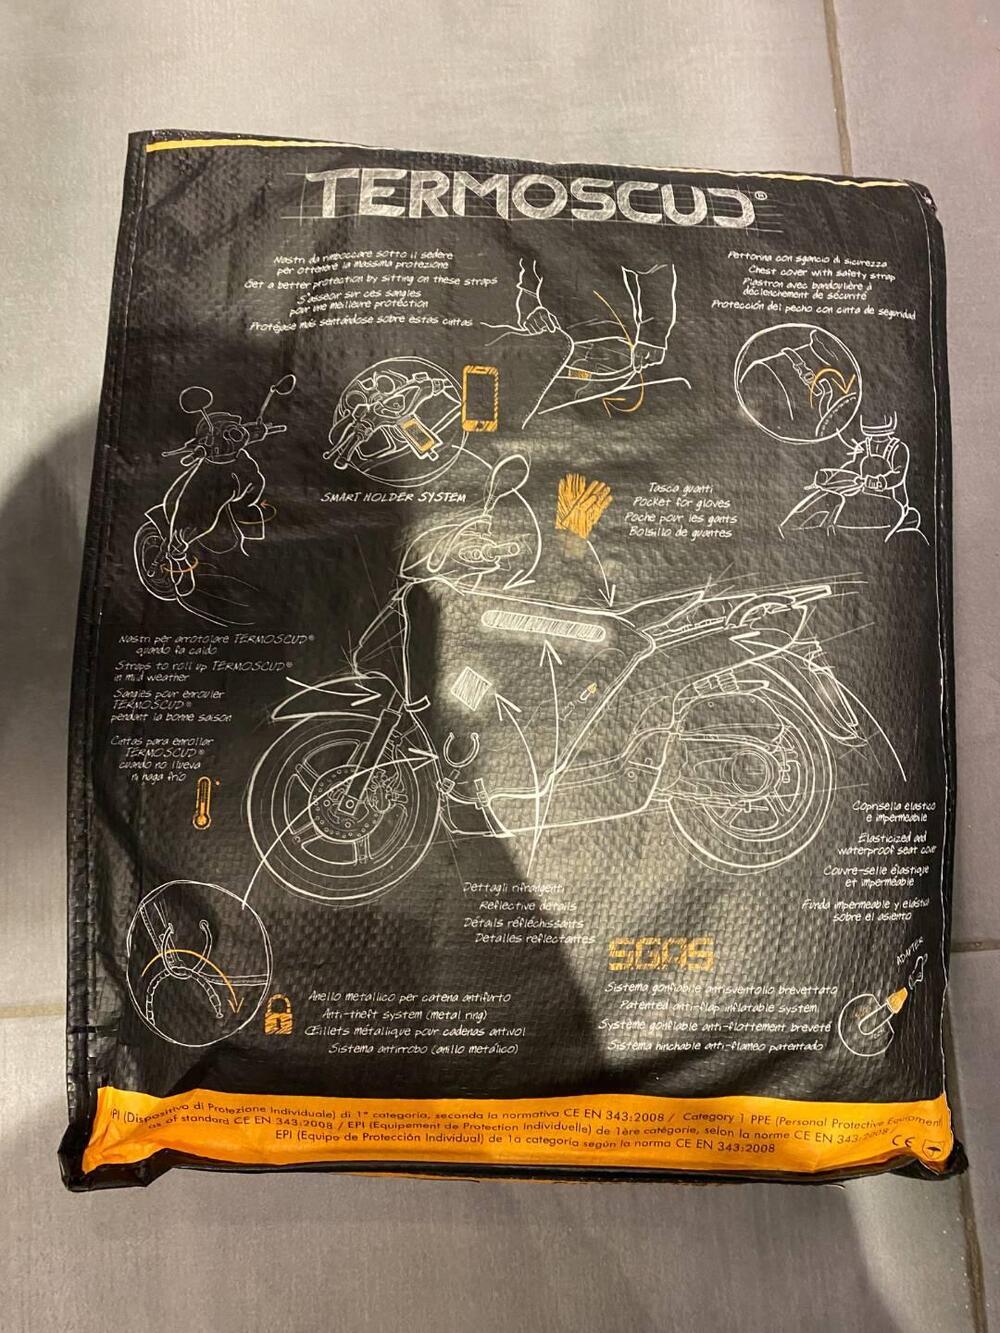 TERMOSCUD®
Nastri da rimboccare sotto il sedere
per ottenere la massima protezione
Get a better protection by sitting on these straps
S'asseoir sur ces sangles
pour une meilleure protection
Protéjase más sentándose sobre estas cintas
Pettorina con sgancio di sicurezza
Chest cover with safety strap
Plastron avec bandoulière à
déclenchement de sécurité
Protección del pecho con cinta de seguridad
SMART HOLDER SYSTEM
Tasca guanti
Pocket for gloves
Poche pour les gants
Bolsillo de guantes
Nastri per arrotolare TERMOSCUD®
quando fa caldo
Straps to roll up TERMOSCUD®
in mild weather
Sangles pour enrouler
TERMOSCUD®
pendant la bonne saison
Cintas para enrollar
TERMOSCUD®
cuando no llueva
ni haga frío
Coprisella elastico
e impermeabile
Elasticized and
waterproof seat cover
Couvre-selle élastique
et imperméable
Funda impermeable y elástica
sobre el asiento
Dettagli rifrangenti
Reflective details
Détails réfléchissants
Detalles reflectantes
SGAS
ADAPTER
Sistema gonfiabile antisventolio brevettato
Patented anti-flap inflatable system
Système gonflable anti-flottement breveté
Sistema hinchable anti-flameo patentado
Anello metallico per catena antifurto
Anti-theft system (metal ring)
Œillets métallique pour cadenas antivol
Sistema antirrobo (anillo metálico)
(Dispositivo di Protezione Individuale) di 1ª categoria, seconda la normativa CE EN 343:2008 / Category 1 PPE (Personal Protective Equipment)
as of standard CE EN 343:2008 / EPI (Equipement de Protection Individuelle) de 1ère catégorie, selon la norme CE EN 343:2008 /
EPI (Equipo de Protección Individual) de 1a categoría según la norma CE EN 343:2008
CE